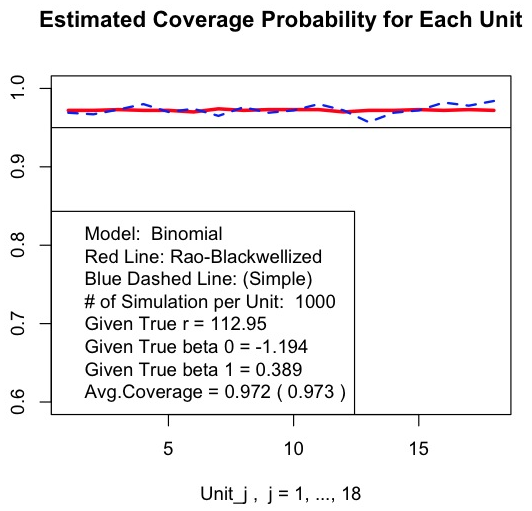 Estimated Coverage Probability for Each Unit
1.0
0.9
0.8
0.7
0.6
Model:  Binomial
Red Line: Rao-Blackwellized
Blue Dashed Line: (Simple)
# of Simulation per Unit:  1000
Given True r = 112.95
Given True beta 0 = -1.194
Given True beta 1 = 0.389
Avg.Coverage = 0.972 ( 0.973 )
5 10 15
Unit_j ,  j = 1, ..., 18